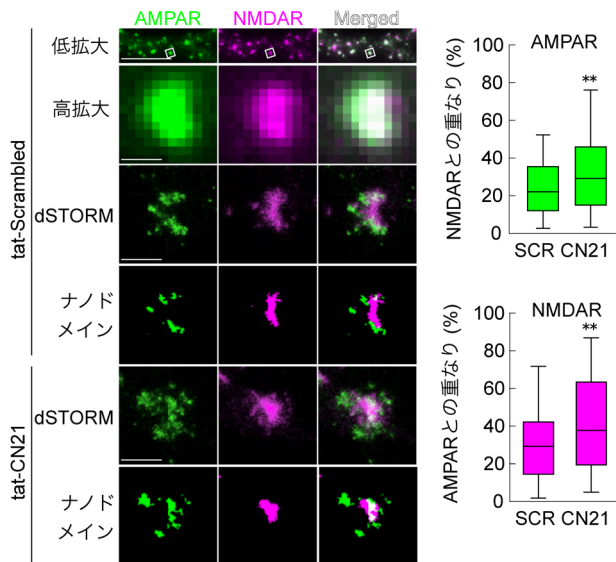 AMPAR NMDAR Merged
低拡大
高拡大
tat-Scrambled
dSTORM
ナノド
メイン
tat-CN21
dSTORM
ナノド
メイン
AMPAR
NMDARとの重なり (%)
100
80
60
40
20
0
**
SCR CN21
NMDAR
AMPARとの重なり (%)
100
80
60
40
20
0
**
SCR CN21